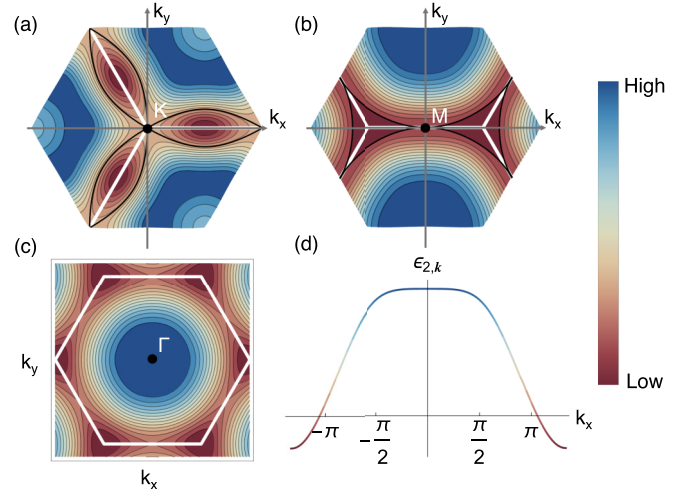 (a)
k_y
K
k_x
(b)
k_y
M
k_x
High
Low
(c)
Γ
k_y
k_x
(d)
ϵ_{2,k}
-π
-π/2
π/2
π
k_x